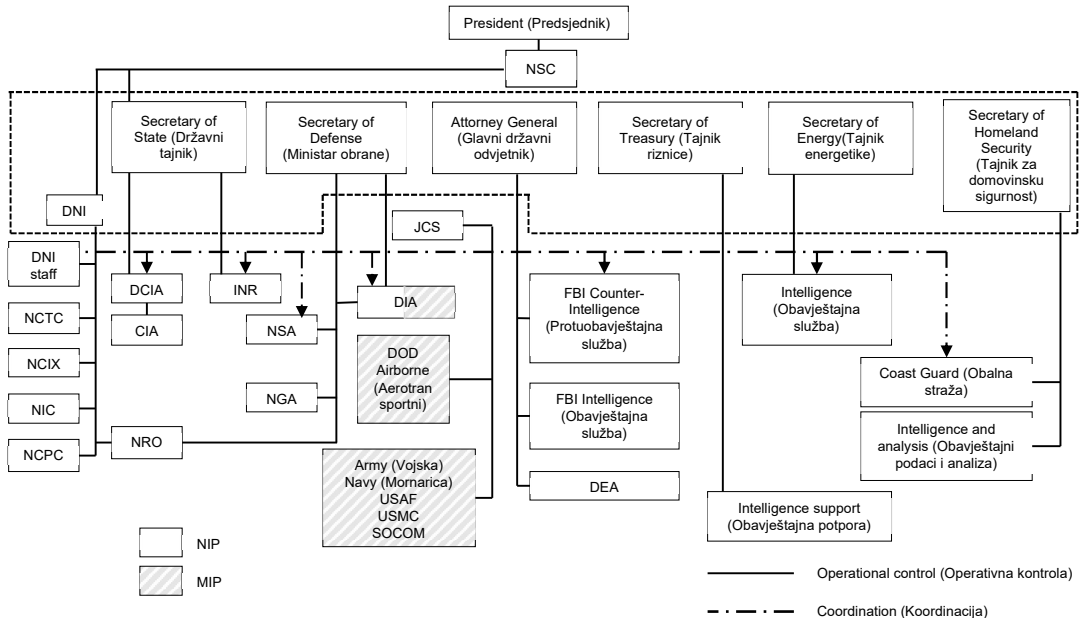 President (Predsjednik)
NSC
Secretary of
State (Državni
tajnik)
Secretary of
Defense
(Ministar obrane)
Attorney General
(Glavni državni
odvjetnik)
Secretary of
Treasury (Tajnik
riznice)
Secretary of
Energy(Tajnik
energetike)
Secretary of
Homeland
Security
(Tajnik za
domovinsku
sigurnost)
DNI
JCS
DNI
staff
DCIA
INR
DIA
FBI Counter-
Intelligence
(Protuobavještajna
služba)
Intelligence
(Obavještajna
služba)
NCTC
CIA
NSA
DOD
Airborne
(Aerotran
sportni)
NCIX
Coast Guard (Obalna
straža)
NIC
NGA
FBI Intelligence
(Obavještajna
služba)
NCPC
NRO
Intelligence and
analysis (Obavještajni
podaci i analiza)
Army (Vojska)
Navy (Mornarica)
USAF
USMC
SOCOM
DEA
Intelligence support
(Obavještajna potpora)
NIP
MIP
Operational control (Operativna kontrola)
Coordination (Koordinacija)